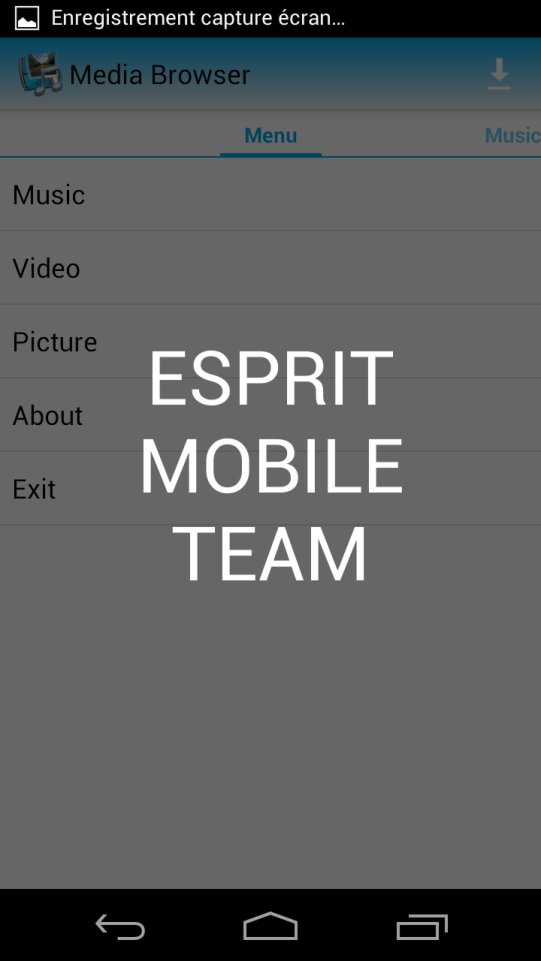 Enregistrement capture écran...
Media Browser
Menu
Music
Music
Video
Picture
About
Exit
ESPRIT
MOBILE
TEAM